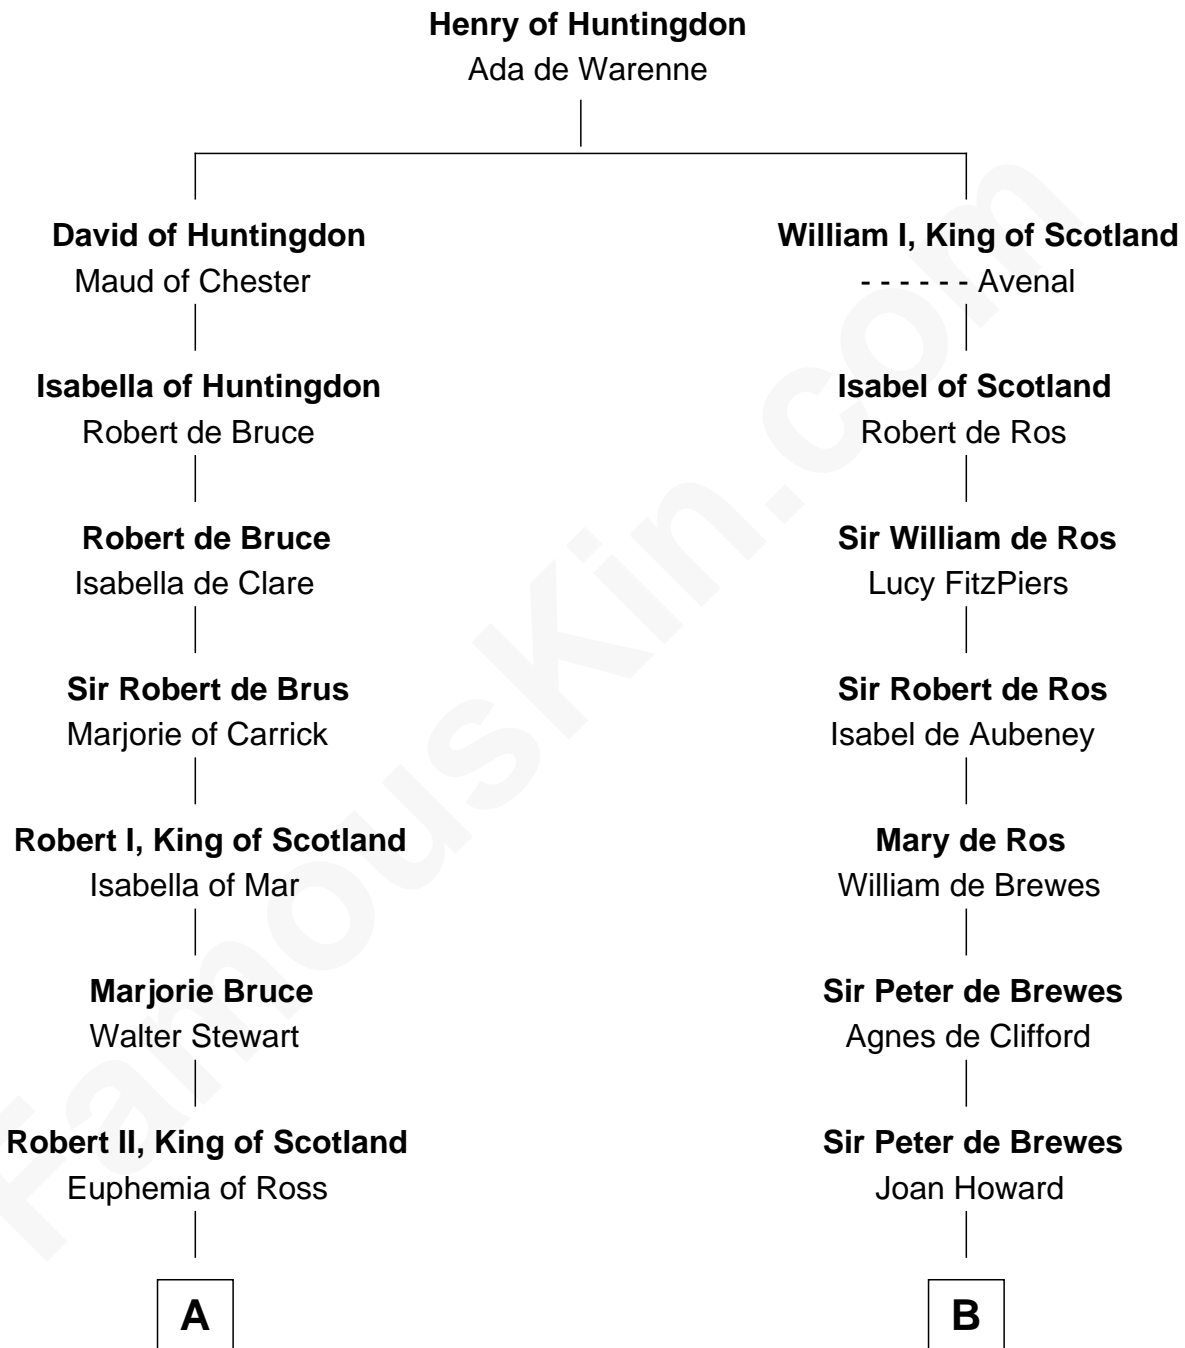 Henry of Huntingdon
Ada de Warenne
David of Huntingdon
Maud of Chester
Isabella of Huntingdon
Robert de Bruce
Robert de Bruce
Isabella de Clare
Sir Robert de Brus
Marjorie of Carrick
Robert I, King of Scotland
Isabella of Mar
Marjorie Bruce
Walter Stewart
Robert II, King of Scotland
Euphemia of Ross
A
William I, King of Scotland
- - - - - - Avenal
Isabel of Scotland
Robert de Ros
Sir William de Ros
Lucy FitzPiers
Sir Robert de Ros
Isabel de Aubeney
Mary de Ros
William de Brewes
Sir Peter de Brewes
Agnes de Clifford
Sir Peter de Brewes
Joan Howard
B
FamousKin.com